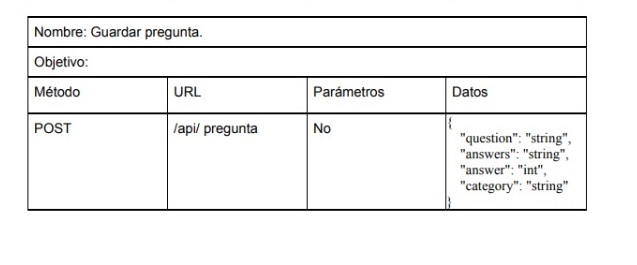 Nombre: Guardar pregunta.
Objetivo:
Método URL Parámetros Datos
POST /api/ pregunta No {
"question": "string",
"answers": "string",
"answer": "int",
"category": "string"
}